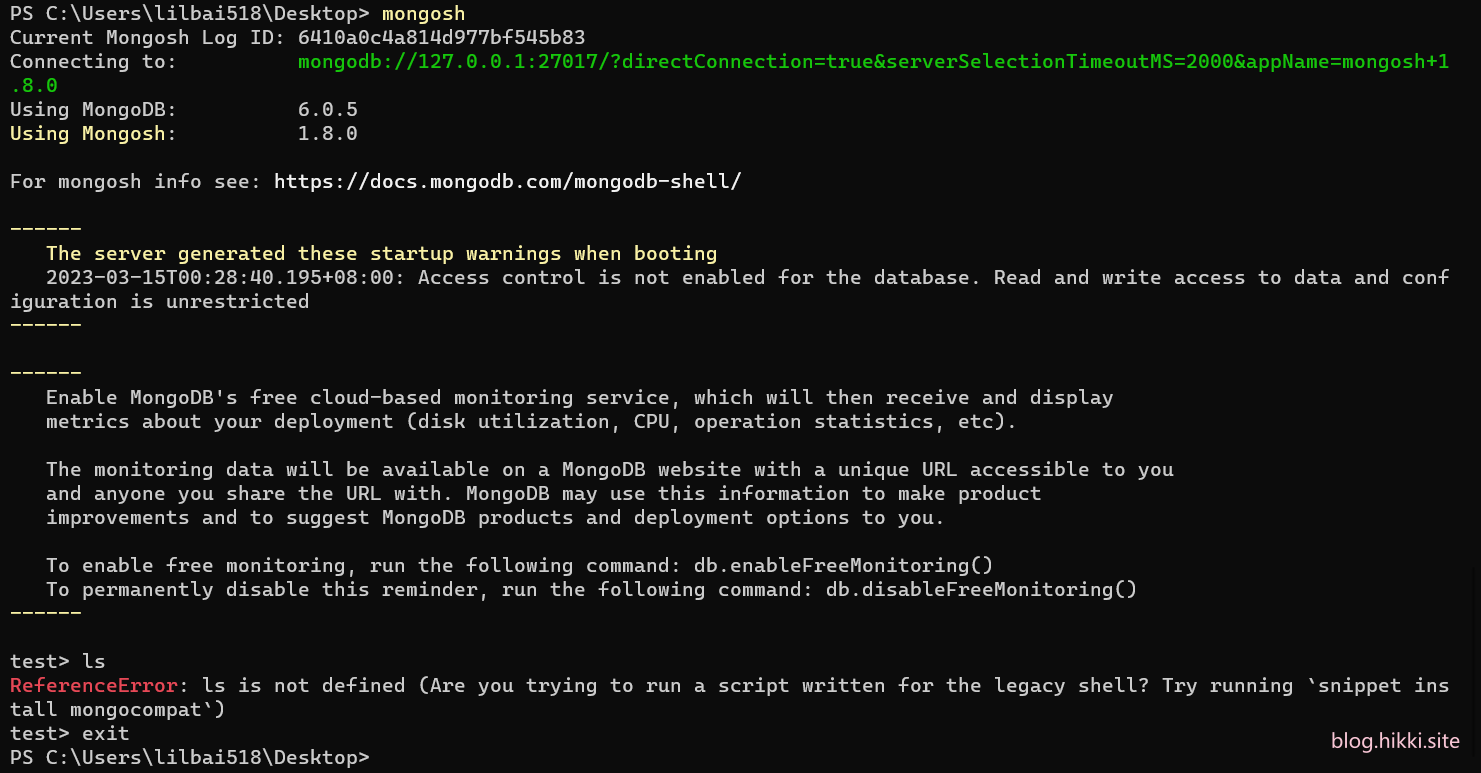 PS C:\Users\lilbai518\Desktop> mongosh
Current Mongosh Log ID: 6410a0c4a814d977bf545b83
Connecting to:          mongodb://127.0.0.1:27017/?directConnection=true&serverSelectionTimeoutMS=2000&appName=mongosh+1
.8.0
Using MongoDB:          6.0.5
Using Mongosh:          1.8.0
For mongosh info see: https://docs.mongodb.com/mongodb-shell/
------
   The server generated these startup warnings when booting
   2023-03-15T00:28:40.195+08:00: Access control is not enabled for the database. Read and write access to data and conf
iguration is unrestricted
------
------
   Enable MongoDB's free cloud-based monitoring service, which will then receive and display
   metrics about your deployment (disk utilization, CPU, operation statistics, etc).
   The monitoring data will be available on a MongoDB website with a unique URL accessible to you
   and anyone you share the URL with. MongoDB may use this information to make product
   improvements and to suggest MongoDB products and deployment options to you.
   To enable free monitoring, run the following command: db.enableFreeMonitoring()
   To permanently disable this reminder, run the following command: db.disableFreeMonitoring()
------
test> ls
ReferenceError: ls is not defined (Are you trying to run a script written for the legacy shell? Try running `snippet ins
tall mongocompat`)
test> exit
PS C:\Users\lilbai518\Desktop>
blog.hikki.site